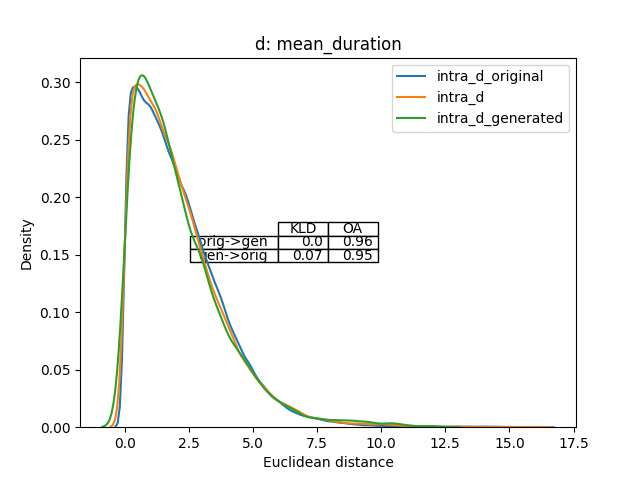 d: mean_duration
intra_d_original
intra_d
intra_d_generated
KLD OA
orig->gen 0.0 0.96
gen->orig 0.07 0.95
Density
0.30
0.25
0.20
0.15
0.10
0.05
0.00
0.0 2.5 5.0 7.5 10.0 12.5 15.0 17.5
Euclidean distance